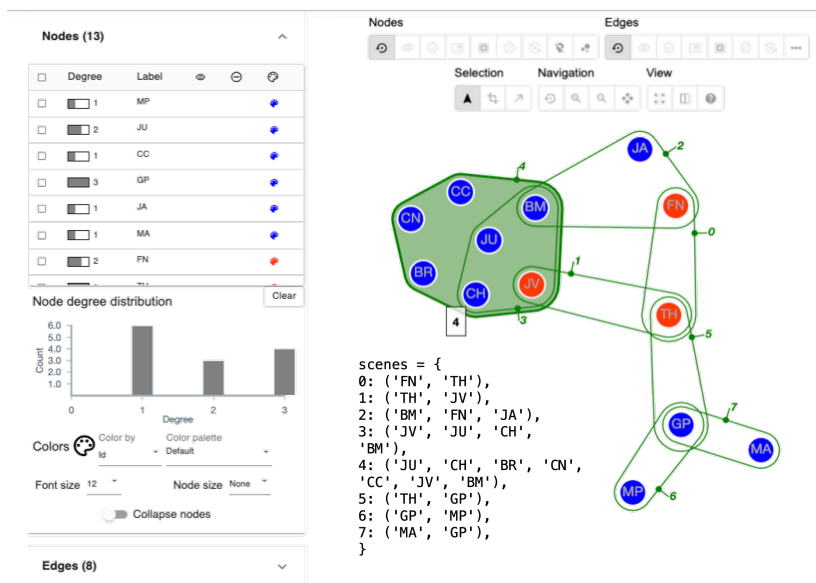 Nodes (13)
Degree Label
1 MP
2 JU
1 CC
3 GP
1 JA
1 MA
2 FN
Node degree distribution
Clear
6.0
5.0
4.0
3.0
2.0
1.0
Count
0 1 2 3
Degree
Colors
Color by
Id
Color palette
Default
Font size 12
Node size None
Collapse nodes
Edges (8)
Nodes
Edges
Selection
Navigation
View
JA
2
4
CC
CN
BM
FN
0
JU
1
BR
JV
CH
TH
4
3
5
scenes = {
0: ('FN', 'TH'),
1: ('TH', 'JV'),
2: ('BM', 'FN', 'JA'),
3: ('JV', 'JU', 'CH',
'BM'),
4: ('JU', 'CH', 'BR', 'CN',
'CC', 'JV', 'BM'),
5: ('TH', 'GP'),
6: ('GP', 'MP'),
7: ('MA', 'GP'),
}
7
GP
MA
MP
6